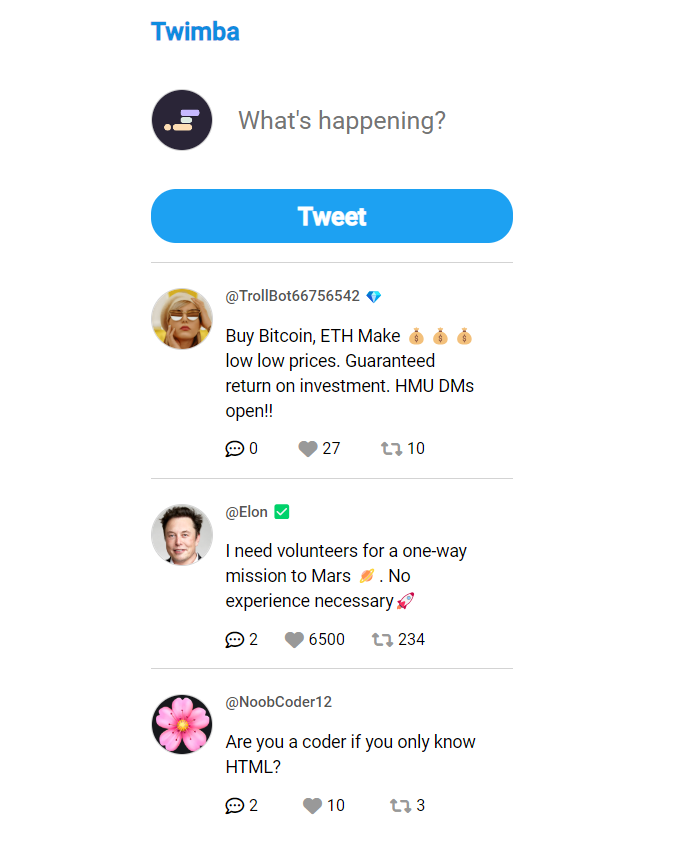 Twimba
What's happening?
Tweet
@TrollBot66756542 💎
Buy Bitcoin, ETH Make 💰 💰 💰
low low prices. Guaranteed
return on investment. HMU DMs
open!!
0 27 10
@Elon ✅
I need volunteers for a one-way
mission to Mars 🪐. No
experience necessary🚀
2 6500 234
@NoobCoder12
Are you a coder if you only know
HTML?
2 10 3